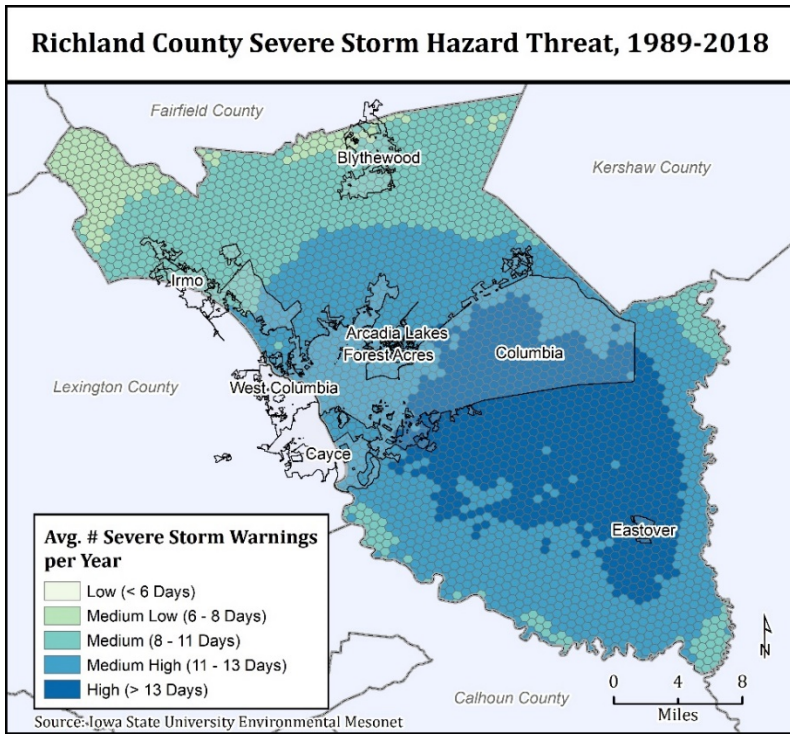 Richland County Severe Storm Hazard Threat, 1989-2018
Fairfield County
Blythewood
Kershaw County
Irmo
Arcadia Lakes
Forest Acres
Columbia
Lexington County
West Columbia
Cayce
Eastover
Avg. # Severe Storm Warnings
per Year
Low (< 6 Days)
Medium Low (6 - 8 Days)
Medium (8 - 11 Days)
Medium High (11 - 13 Days)
High (> 13 Days)
Calhoun County
N
0 4 8
Miles
Source: Iowa State University Environmental Mesonet